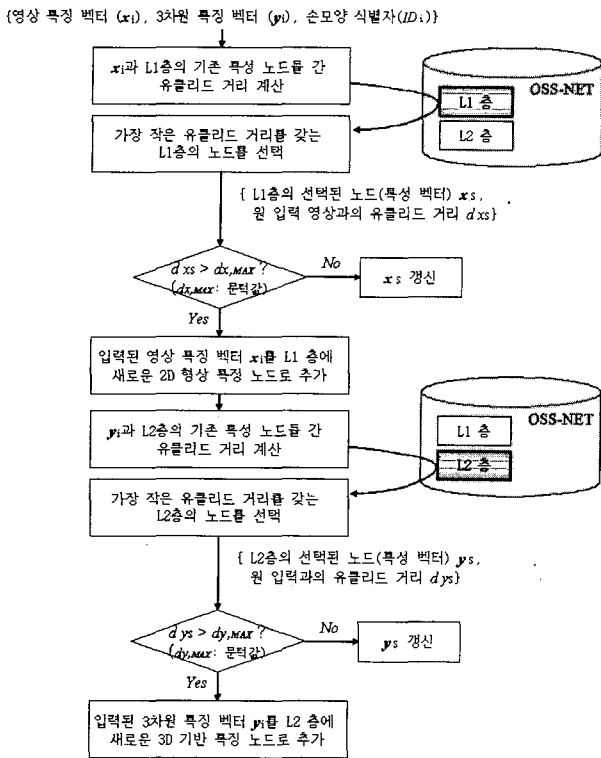 {영상 특징 벡터 (xi), 3차원 특징 벡터 (yi), 손모양 식별자(IDi)}
xi과 L1층의 기존 특성 노드들 간
유클리드 거리 계산
OSS-NET
L1 층
L2 층
가장 작은 유클리드 거리를 갖는
L1층의 노드를 선택
{ L1층의 선택된 노드(특성 벡터) xs,
원 입력 영상과의 유클리드 거리 dxs}
dxs > dx,MAX ?
(dx,MAX: 문턱값)
No
xs 갱신
Yes
입력된 영상 특징 벡터 xi를 L1 층에
새로운 2D 형상 특징 노드로 추가
yi과 L2층의 기존 특성 노드들 간
유클리드 거리 계산
OSS-NET
L1 층
L2 층
가장 작은 유클리드 거리를 갖는
L2층의 노드를 선택
{ L2층의 선택된 노드(특성 벡터) ys,
원 입력과의 유클리드 거리 dys}
dys > dy,MAX ?
(dy,MAX: 문턱값)
No
ys 갱신
Yes
입력된 3차원 특징 벡터 yi를 L2 층에
새로운 3D 기반 특징 노드로 추가